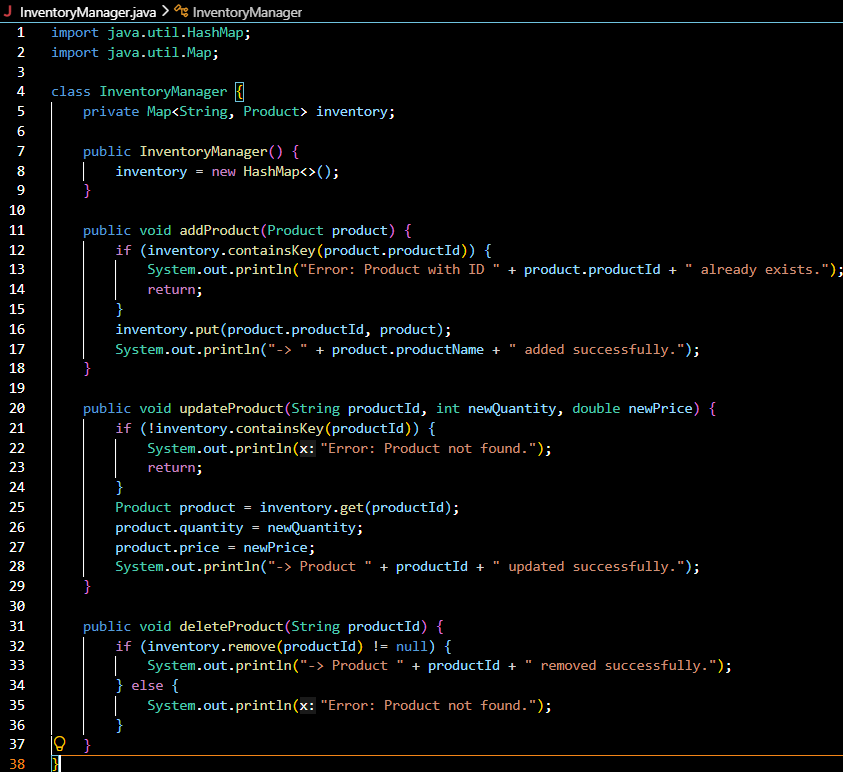 InventoryManager.java > InventoryManager
1 import java.util.HashMap;
2 import java.util.Map;
3
4 class InventoryManager {
5     private Map<String, Product> inventory;
6
7     public InventoryManager() {
8         inventory = new HashMap<>();
9     }
10
11     public void addProduct(Product product) {
12         if (inventory.containsKey(product.productId)) {
13             System.out.println("Error: Product with ID " + product.productId + " already exists.");
14             return;
15         }
16         inventory.put(product.productId, product);
17         System.out.println("-> " + product.productName + " added successfully.");
18     }
19
20     public void updateProduct(String productId, int newQuantity, double newPrice) {
21         if (!inventory.containsKey(productId)) {
22             System.out.println(x: "Error: Product not found.");
23             return;
24         }
25         Product product = inventory.get(productId);
26         product.quantity = newQuantity;
27         product.price = newPrice;
28         System.out.println("-> Product " + productId + " updated successfully.");
29     }
30
31     public void deleteProduct(String productId) {
32         if (inventory.remove(productId) != null) {
33             System.out.println("-> Product " + productId + " removed successfully.");
34         } else {
35             System.out.println(x: "Error: Product not found.");
36         }
37     }
38 }